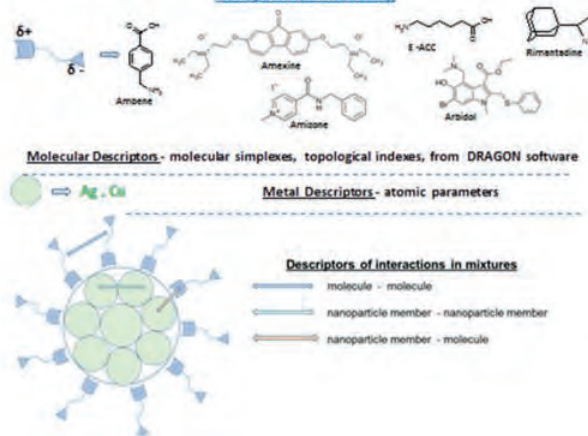 δ+
δ -
Ambene
Amexine
E -ACC
Rimantadine
Amizone
Arbidol
Molecular Descriptors - molecular simplexes, topological indexes, from DRAGON software
Ag , Cu
Metal Descriptors - atomic parameters
Descriptors of interactions in mixtures
molecule - molecule
nanoparticle member - nanoparticle member
nanoparticle member - molecule